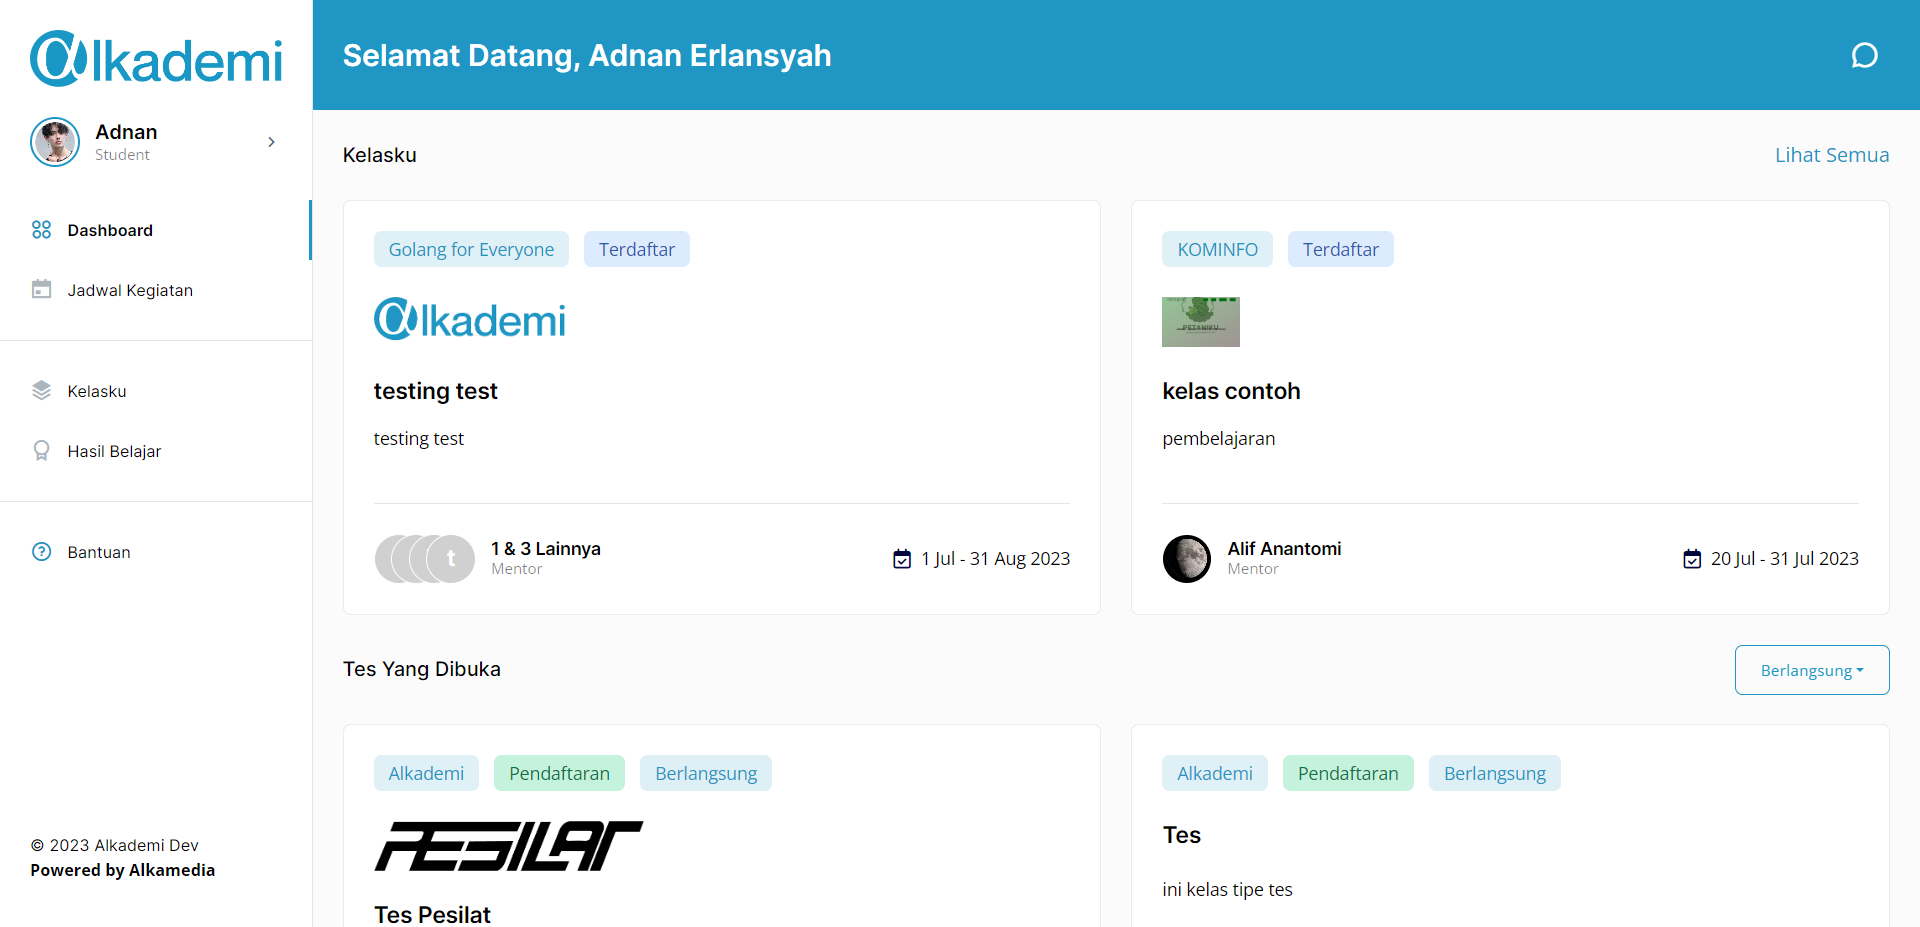 alkademi
Selamat Datang, Adnan Erlansyah
Adnan
Student
Dashboard
Jadwal Kegiatan
Kelasku
Hasil Belajar
Bantuan
© 2023 Alkademi Dev
Powered by Alkamedia
Kelasku
Lihat Semua
Golang for Everyone
Terdaftar
alkademi
testing test
testing test
t
1 & 3 Lainnya
Mentor
1 Jul - 31 Aug 2023
KOMINFO
Terdaftar
PETANIKU
kelas contoh
pembelajaran
Alif Anantomi
Mentor
20 Jul - 31 Jul 2023
Tes Yang Dibuka
Berlangsung
Alkademi
Pendaftaran
Berlangsung
PESILAT
Tes Pesilat
Alkademi
Pendaftaran
Berlangsung
Tes
ini kelas tipe tes